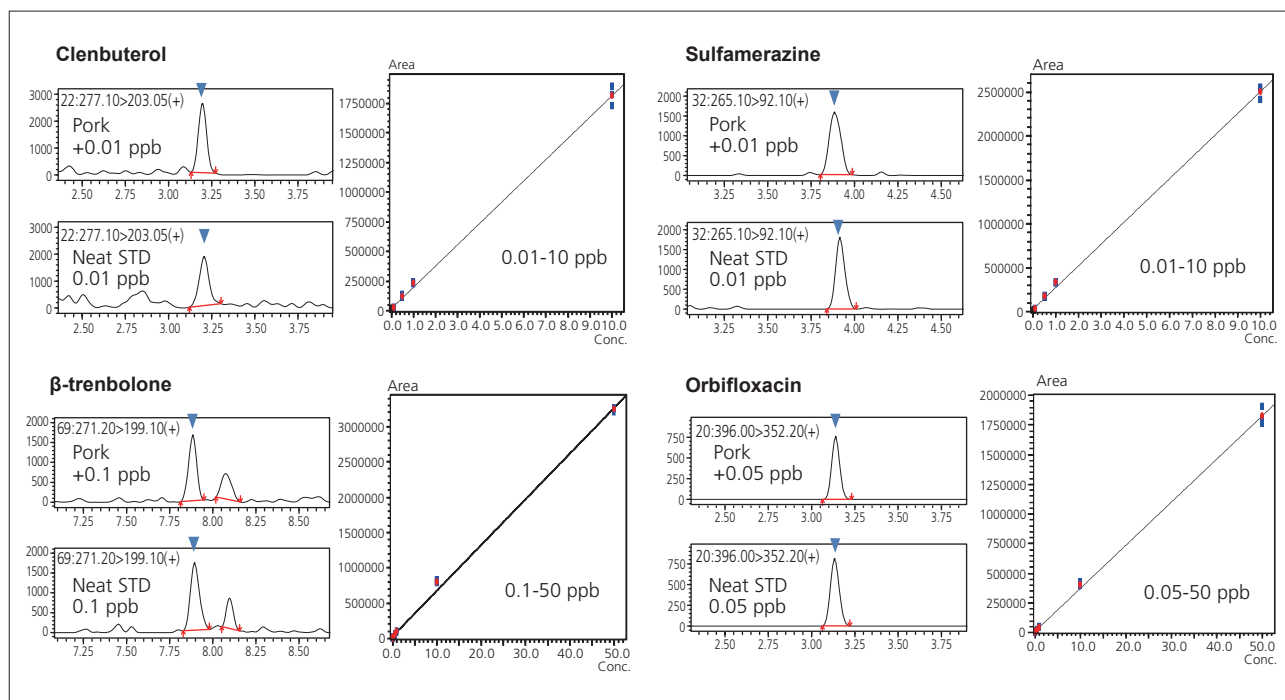 Clenbuterol
22:277.10>203.05(+)
Pork
+0.01 ppb
3000
2000
1000
0
2.50 2.75 3.00 3.25 3.50 3.75
22:277.10>203.05(+)
Neat STD
0.01 ppb
3000
2000
1000
0
2.50 2.75 3.00 3.25 3.50 3.75
Area
1750000
1500000
1250000
1000000
750000
500000
250000
0
0.01-10 ppb
0.0 1.0 2.0 3.0 4.0 5.0 6.0 7.0 8.0 9.0 10.0
Conc.
Sulfamerazine
32:265.10>92.10(+)
Pork
+0.01 ppb
2000
1500
1000
500
0
3.25 3.50 3.75 4.00 4.25 4.50
32:265.10>92.10(+)
Neat STD
0.01 ppb
2000
1500
1000
500
0
3.25 3.50 3.75 4.00 4.25 4.50
Area
2500000
2000000
1500000
1000000
500000
0
0.01-10 ppb
0.0 1.0 2.0 3.0 4.0 5.0 6.0 7.0 8.0 9.0 10.0
Conc.
β-trenbolone
69:271.20>199.10(+)
Pork
+0.1 ppb
2000
1500
1000
500
0
7.25 7.50 7.75 8.00 8.25 8.50
69:271.20>199.10(+)
Neat STD
0.1 ppb
2000
1500
1000
500
0
7.25 7.50 7.75 8.00 8.25 8.50
Area
3000000
2500000
2000000
1500000
1000000
500000
0
0.1-50 ppb
0.0 10.0 20.0 30.0 40.0 50.0
Conc.
Orbifloxacin
20:396.00>352.20(+)
Pork
+0.05 ppb
750
500
250
0
2.50 2.75 3.00 3.25 3.50 3.75
20:396.00>352.20(+)
Neat STD
0.05 ppb
750
500
250
0
2.50 2.75 3.00 3.25 3.50 3.75
Area
2000000
1750000
1500000
1250000
1000000
750000
500000
250000
0
0.05-50 ppb
0.0 10.0 20.0 30.0 40.0 50.0
Conc.